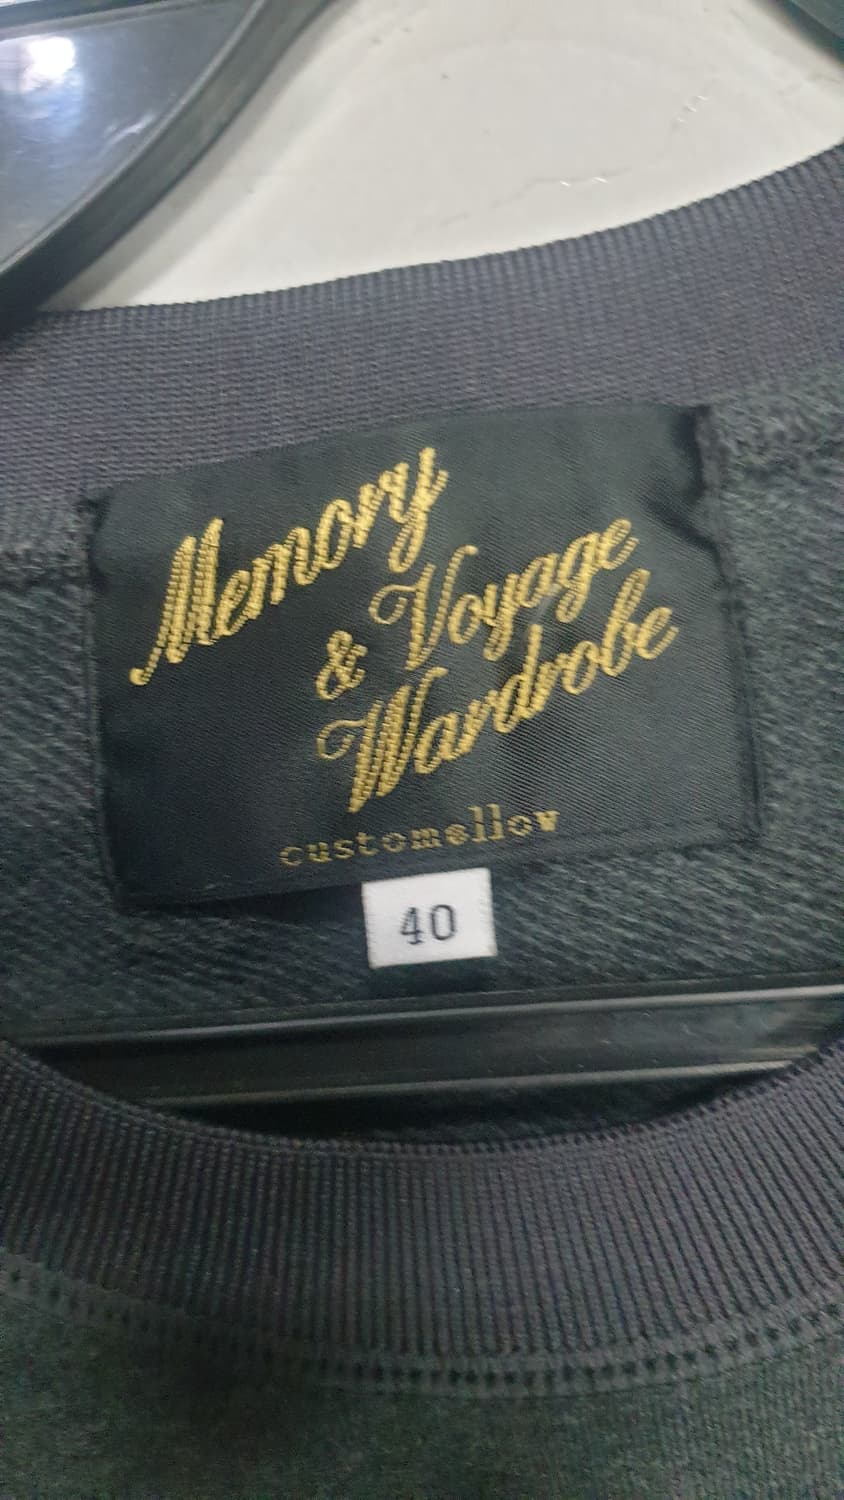 Memory
& Voyage
Wardrobe
customellow
40